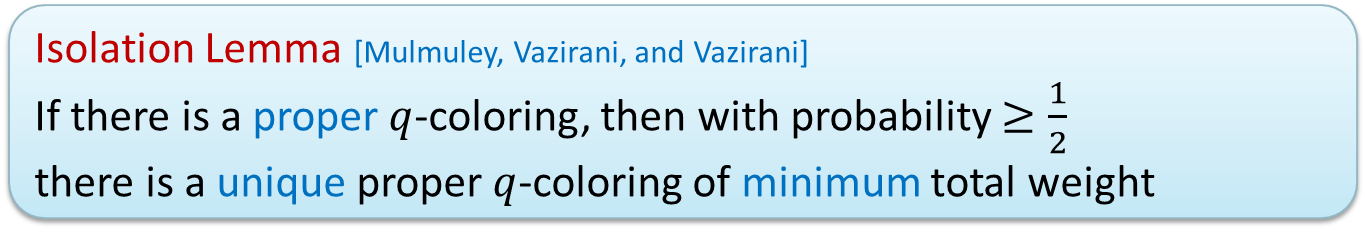 Isolation Lemma [Mulmuley, Vazirani, and Vazirani]
If there is a proper q-coloring, then with probability ≥ 1/2
there is a unique proper q-coloring of minimum total weight